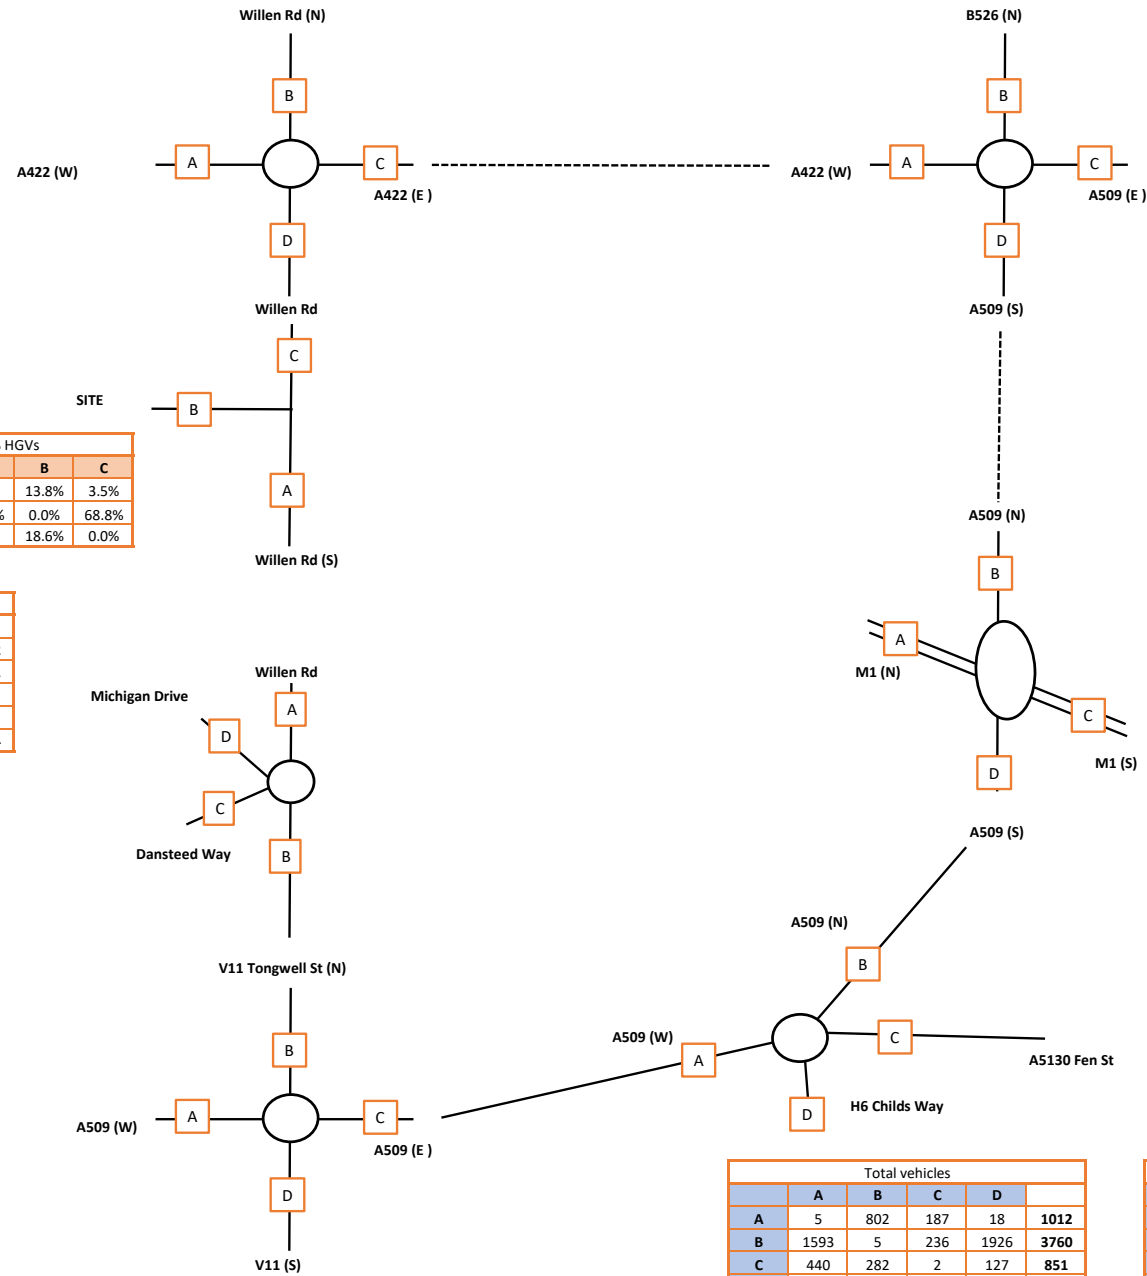 Willen Rd (N)
B526 (N)
B
B
A
C
A
C
A422 (W)
A422 (W)
A422 (E )
A509 (E )
D
D
Willen Rd
A509 (S)
C
SITE
B
HGVs
B C
13.8% 3.5%
% 0.0% 68.8%
18.6% 0.0%
A
A509 (N)
Willen Rd (S)
B
A
M1 (N)
Willen Rd
Michigan Drive
A
C
D
M1 (S)
D
C
A509 (S)
Dansteed Way
B
A509 (N)
B
V11 Tongwell St (N)
A509 (W)
C
B
A
A5130 Fen St
A
C
D
H6 Childs Way
A509 (W)
A509 (E )
D
V11 (S)
Total vehicles
A B C D
A 5 802 187 18 1012
B 1593 5 236 1926 3760
C 440 282 2 127 851